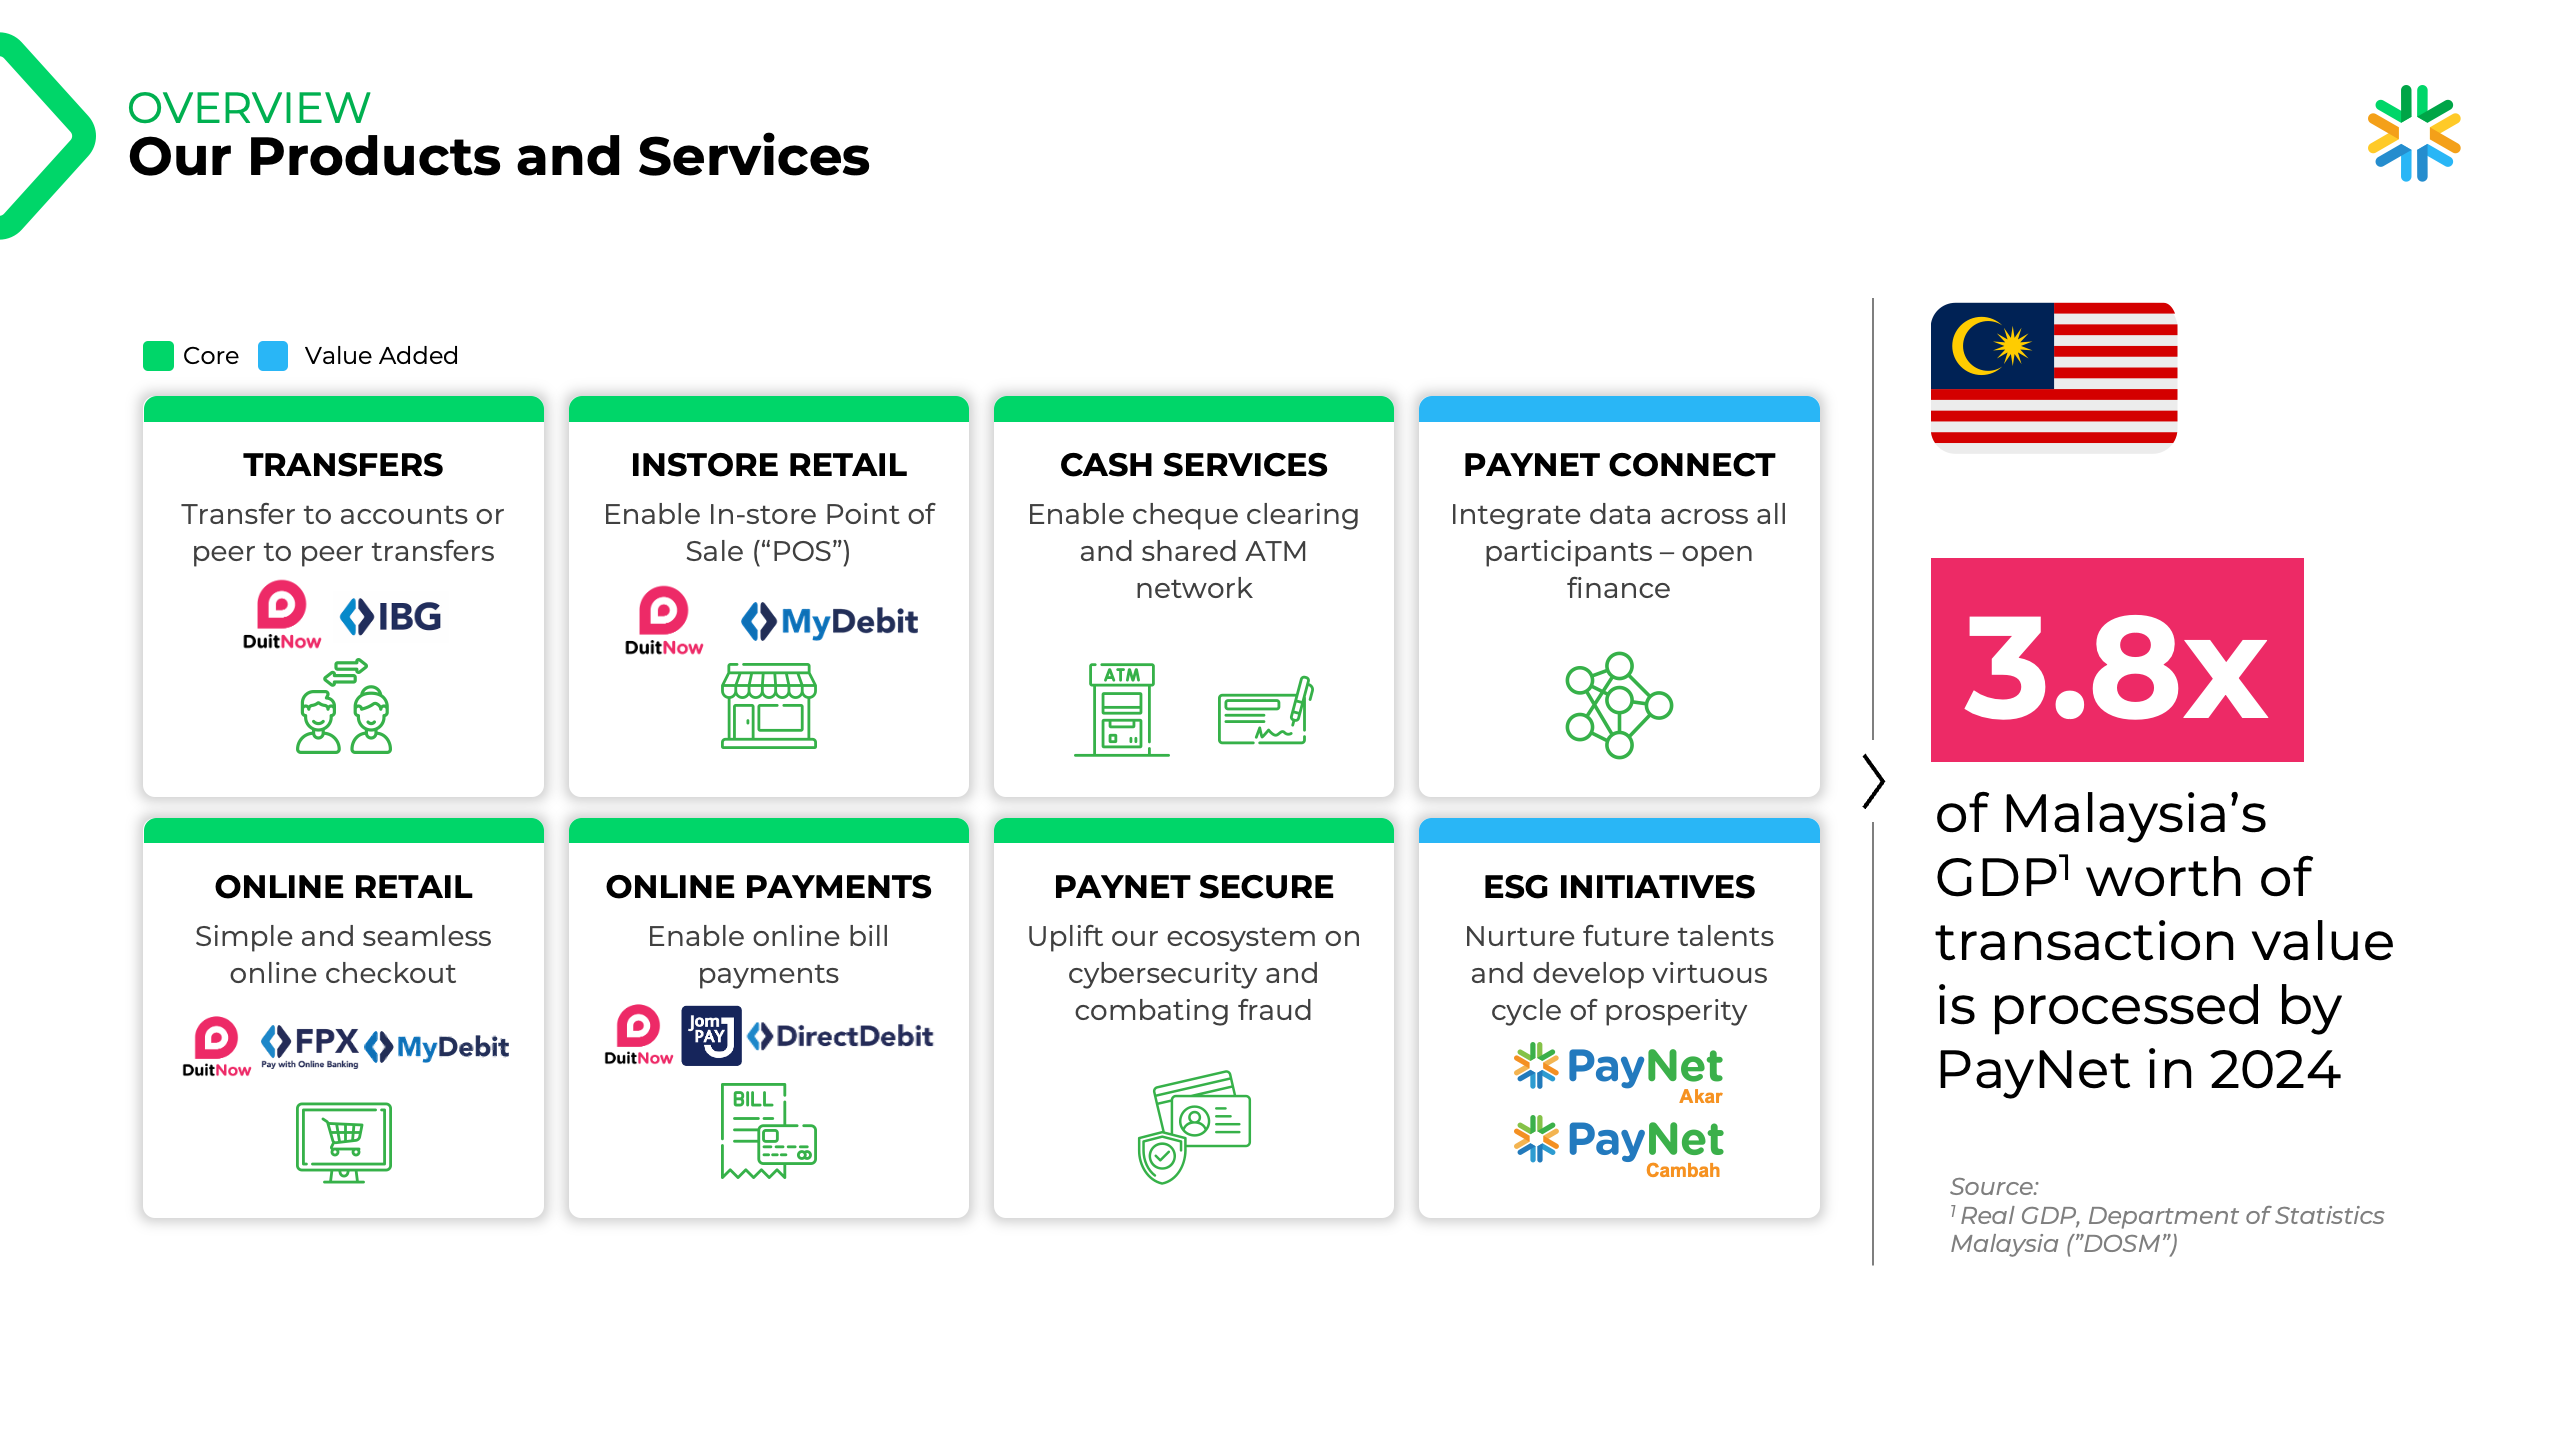 OVERVIEW
Our Products and Services
Core
Value Added
TRANSFERS
Transfer to accounts or
peer to peer transfers
DuitNow
IBG
INSTORE RETAIL
Enable In-store Point of
Sale (“POS”)
DuitNow
MyDebit
CASH SERVICES
Enable cheque clearing
and shared ATM
network
ATM
PAYNET CONNECT
Integrate data across all
participants – open
finance
ONLINE RETAIL
Simple and seamless
online checkout
DuitNow
FPX
Pay with Online Banking
MyDebit
ONLINE PAYMENTS
Enable online bill
payments
DuitNow
Jom
PAY
DirectDebit
BILL
PAYNET SECURE
Uplift our ecosystem on
cybersecurity and
combating fraud
ESG INITIATIVES
Nurture future talents
and develop virtuous
cycle of prosperity
PayNet
Akar
PayNet
Cambah
3.8x
of Malaysia’s
GDP¹ worth of
transaction value
is processed by
PayNet in 2024
Source:
¹ Real GDP, Department of Statistics
Malaysia (”DOSM”)